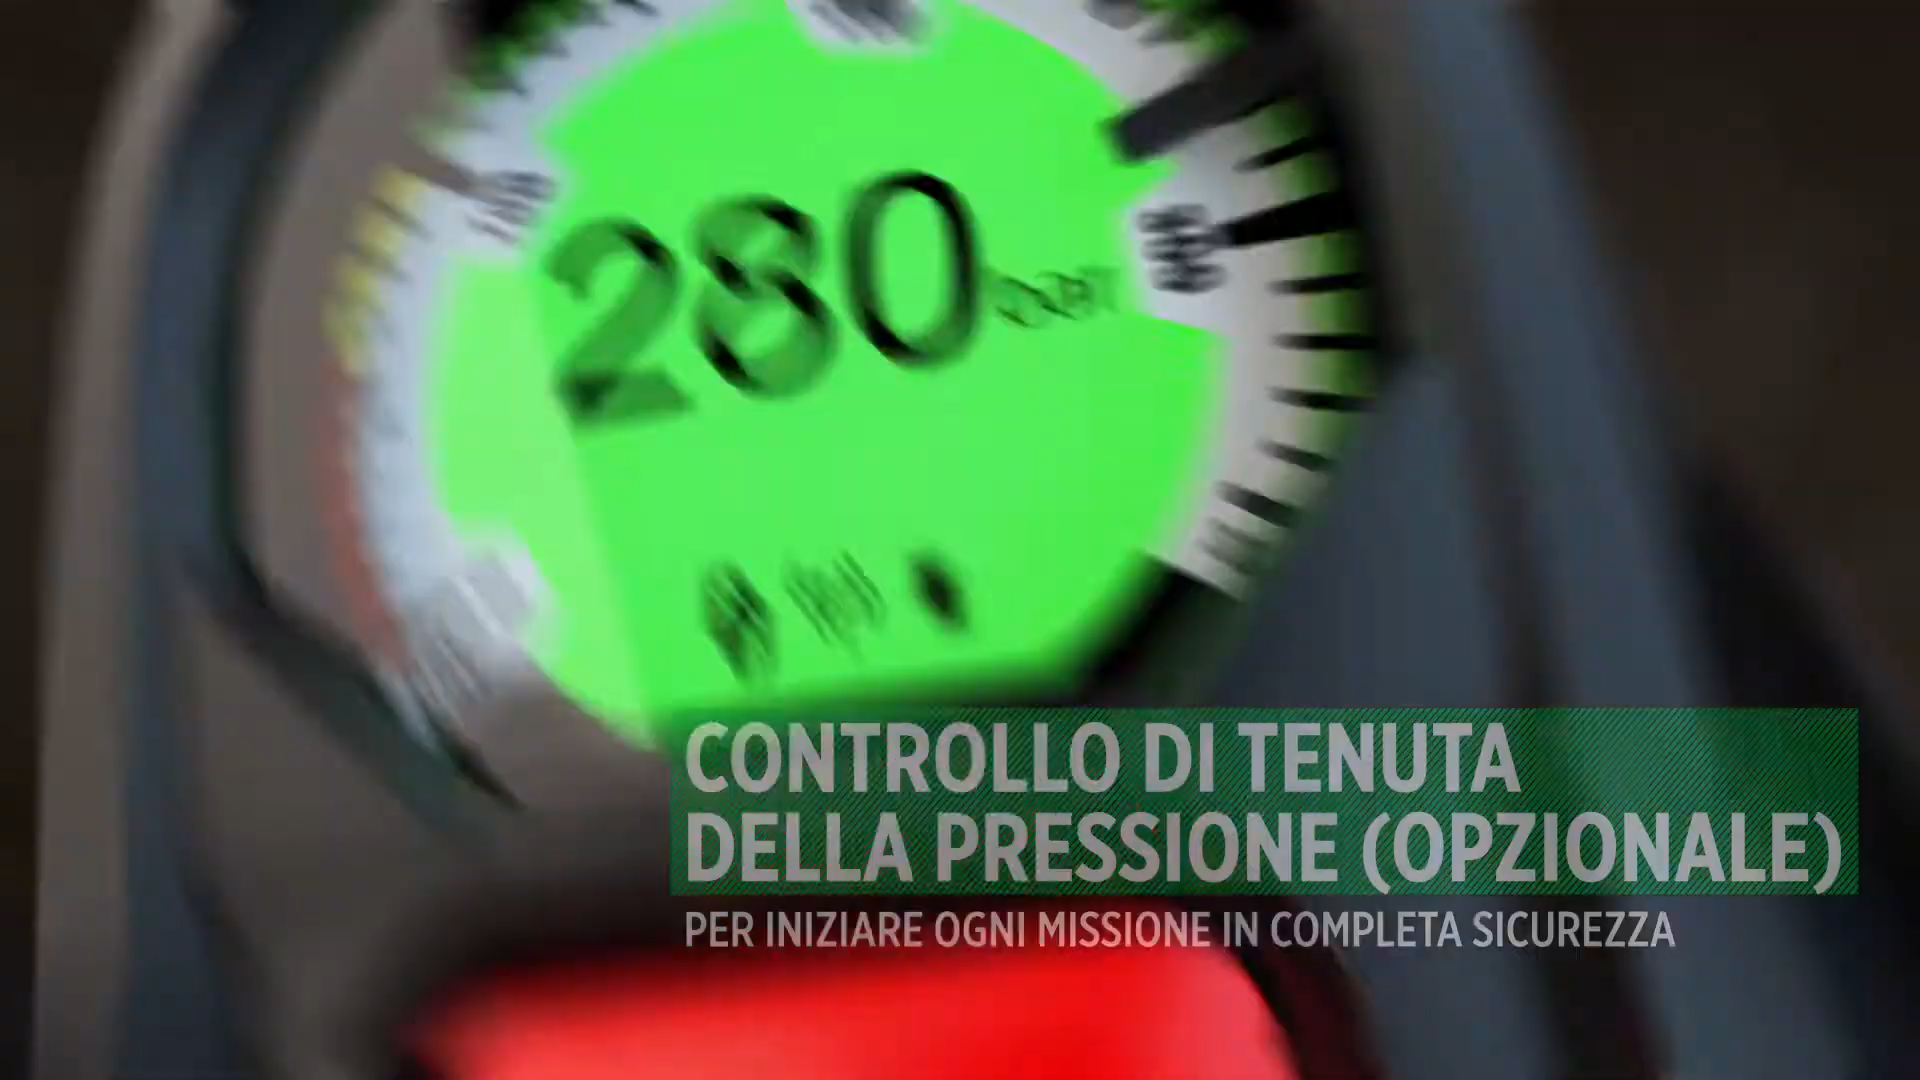 280
CONTROLLO DI TENUTA
DELLA PRESSIONE (OPZIONALE)
PER INIZIARE OGNI MISSIONE IN COMPLETA SICUREZZA